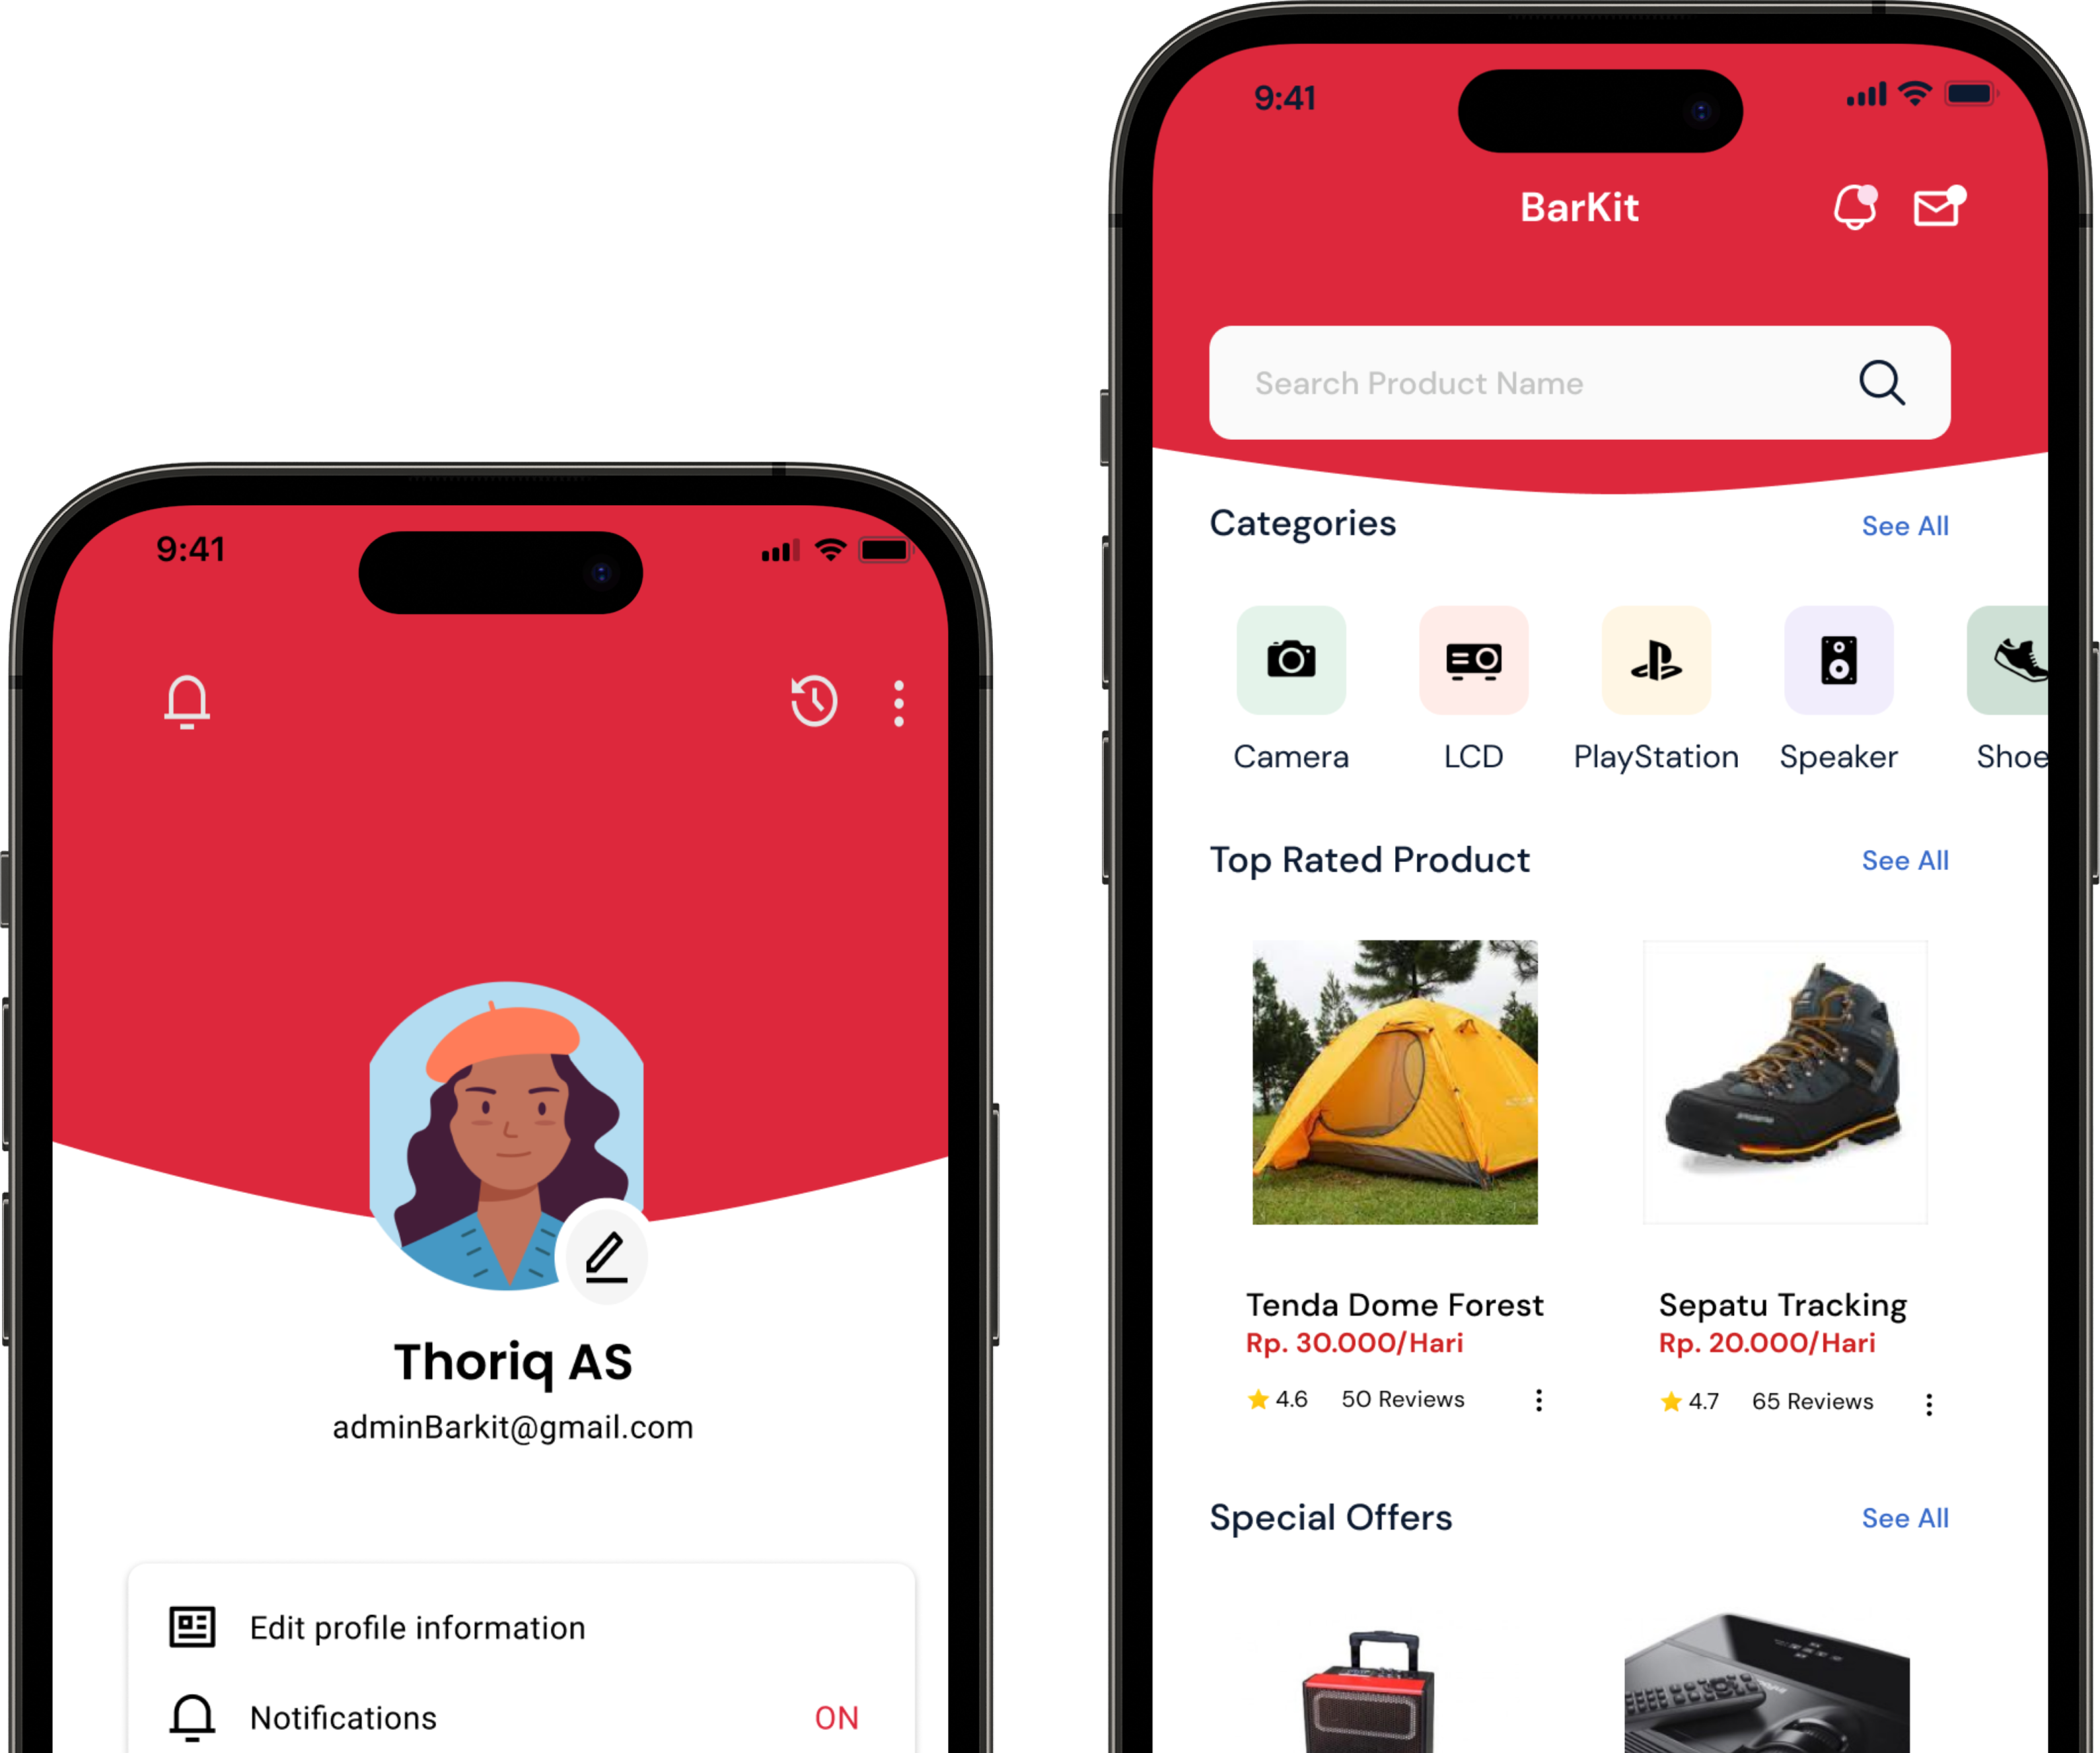 9:41
Thoriq AS
adminBarkit@gmail.com
Edit profile information
Notifications ON
9:41
BarKit
Search Product Name
Categories See All
Camera LCD PlayStation Speaker Shoe
Top Rated Product See All
Tenda Dome Forest Sepatu Tracking
Rp. 30.000/Hari Rp. 20.000/Hari
4.6 50 Reviews 4.7 65 Reviews
Special Offers See All